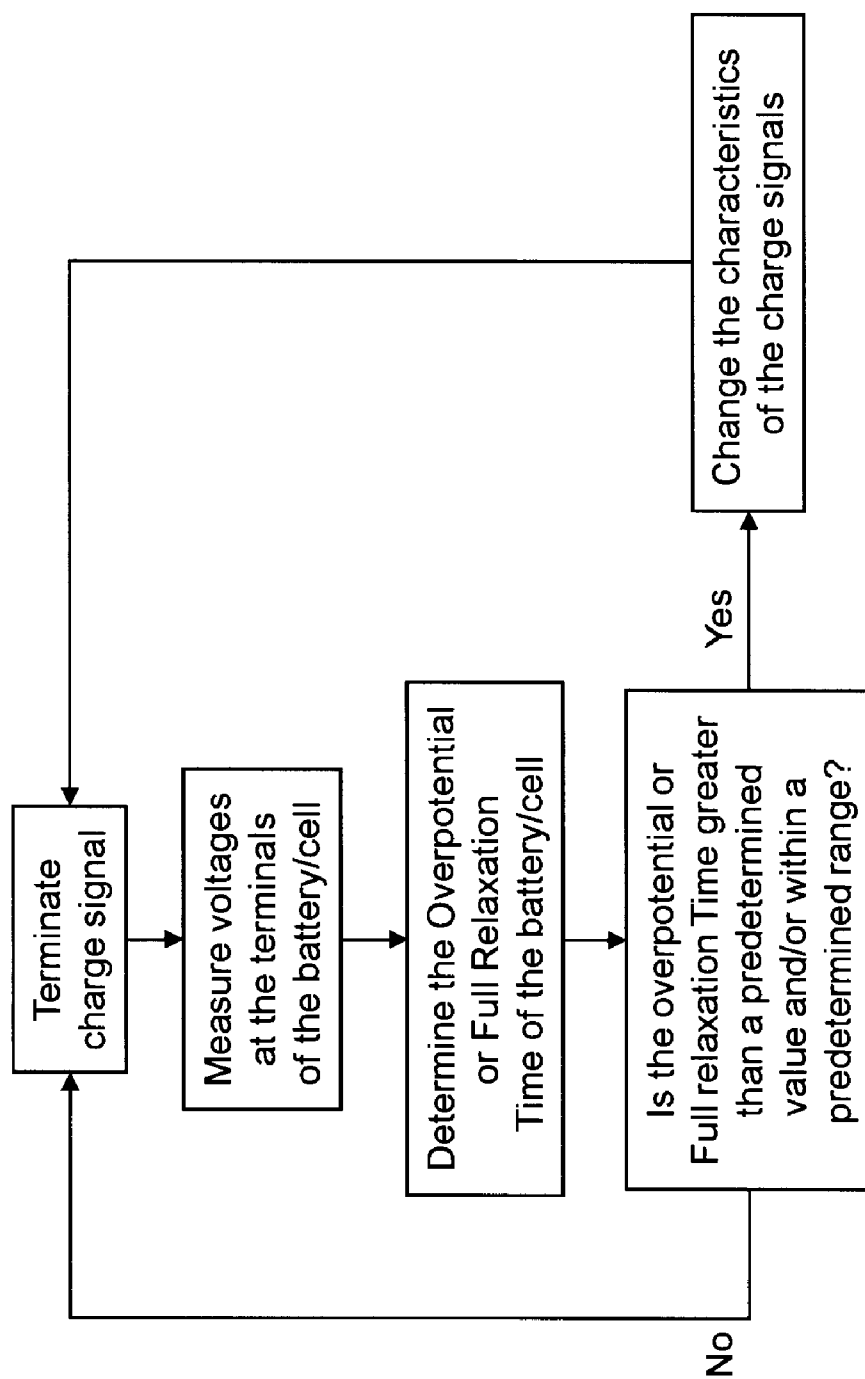 Terminate
charge signal
Measure voltages
at the terminals
of the battery/cell
Determine the Overpotential
or Full Relaxation
Time of the battery/cell
Is the overpotential or
Full relaxation Time greater
than a predetermined
value and/or within a
predetermined range?
No
Yes
Change the characteristics
of the charge signals